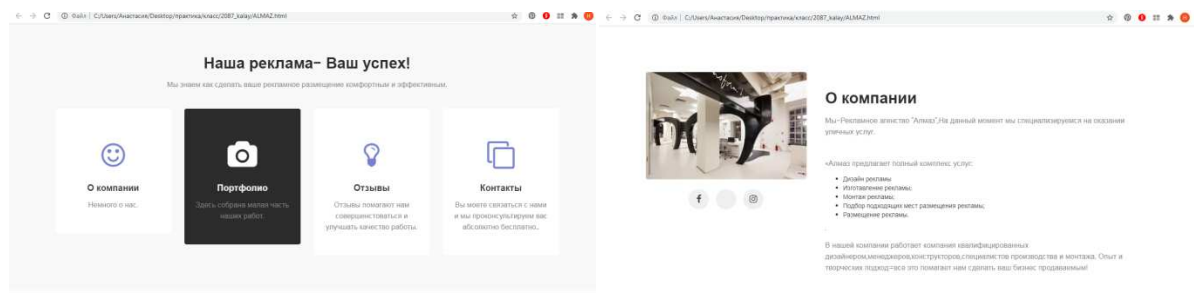 Файл | C:/Users/Анастасия/Desktop/практика/класс/2087_kalay/ALMAZ.html
Наша реклама– Ваш успех!
Мы знаем как сделать ваше рекламное размещение комфортным и эффективным.
О компании
Немного о нас.
Портфолио
Здесь собрана малая часть
наших работ.
Отзывы
Отзывы помагают нам
совершенствоваться и
улучшать качество работы.
Контакты
Вы моете связаться с нами
и мы проконсультируем вас
абсолютно бесплатно..
Файл | C:/Users/Анастасия/Desktop/практика/класс/2087_kalay/ALMAZ.html
О компании
Мы–Рекламное агенство "Алмаз",На данный момент мы специализируемся на оказании
уличных услуг.
«Алмаз предлагает полный комплекс услуг:
Дизайн рекламы
Изготавление рекламы;
Монтаж рекламы;
Подбор подходящих мест размещения рекламы;
Размещение рекламы.
В нашей компании работает компания квалифицированных
дизайнером,менеджеров,конструкторов,специалистов производства и монтажа. Опыт и
творческих подход–все это помагает нам сделать ваш бизнес продаваемым!